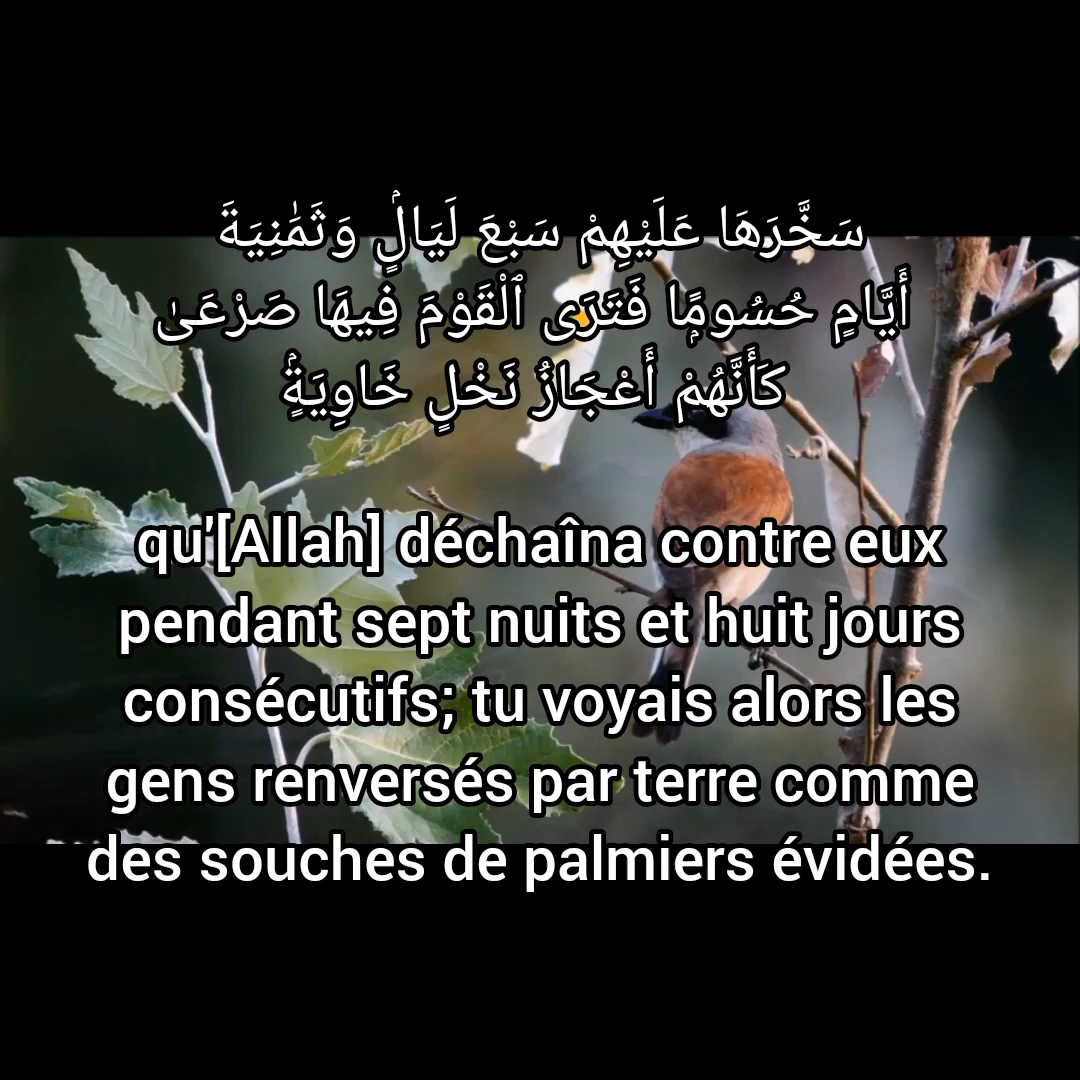 سَخَّرَهَا عَلَيْهِمْ سَبْعَ لَيَالٍۢ وَثَمَٰنِيَةَ
أَيَّامٍ حُسُومًۭا فَتَرَى ٱلْقَوْمَ فِيهَا صَرْعَىٰ
كَأَنَّهُمْ أَعْجَازُ نَخْلٍ خَاوِيَةٍۢ
qu'[Allah] déchaîna contre eux
pendant sept nuits et huit jours
consécutifs; tu voyais alors les
gens renversés par terre comme
des souches de palmiers évidées.